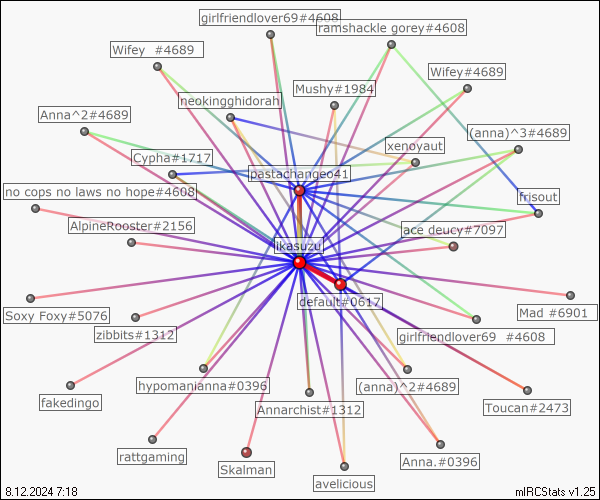 girlfriendlover69#4608
ramshackle gorey#4608
Wifey  #4689
Wifey#4689
Mushy#1984
neokingghidorah
Anna^2#4689
(anna)^3#4689
xenoyaut
Cypha#1717
pastachangeo41
no cops no laws no hope#4608
frisout
AlpineRooster#2156
ace deucy#7097
ikasuzu
default#0617
Soxy Foxy#5076
Mad #6901
zibbits#1312
girlfriendlover69  #4608
hypomanianna#0396
(anna)^2#4689
fakedingo
Annarchist#1312
Toucan#2473
rattgaming
Anna.#0396
Skalman
avelicious
8.12.2024 7:18
mIRCStats v1.25